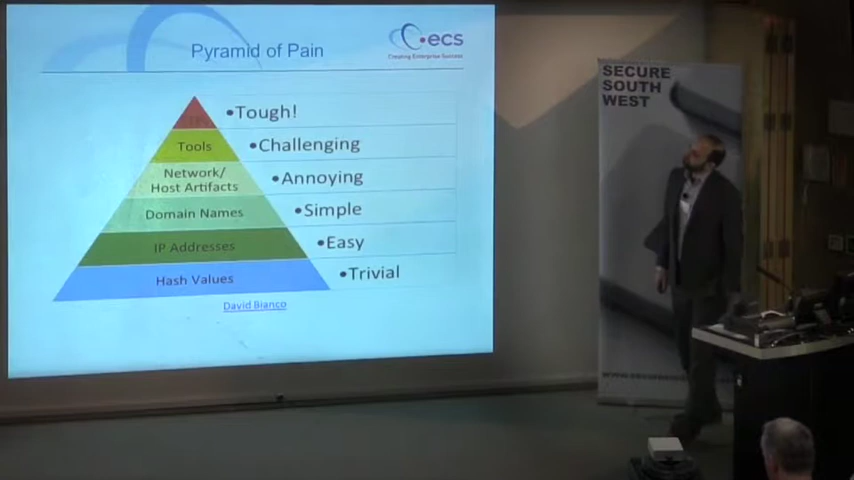 Pyramid of Pain
ecs
Creating Enterprise Success
•Tough!
Tools
•Challenging
Network/
Host Artifacts
•Annoying
Domain Names
•Simple
IP Addresses
•Easy
Hash Values
•Trivial
David Bianco
SECURE
SOUTH
WEST